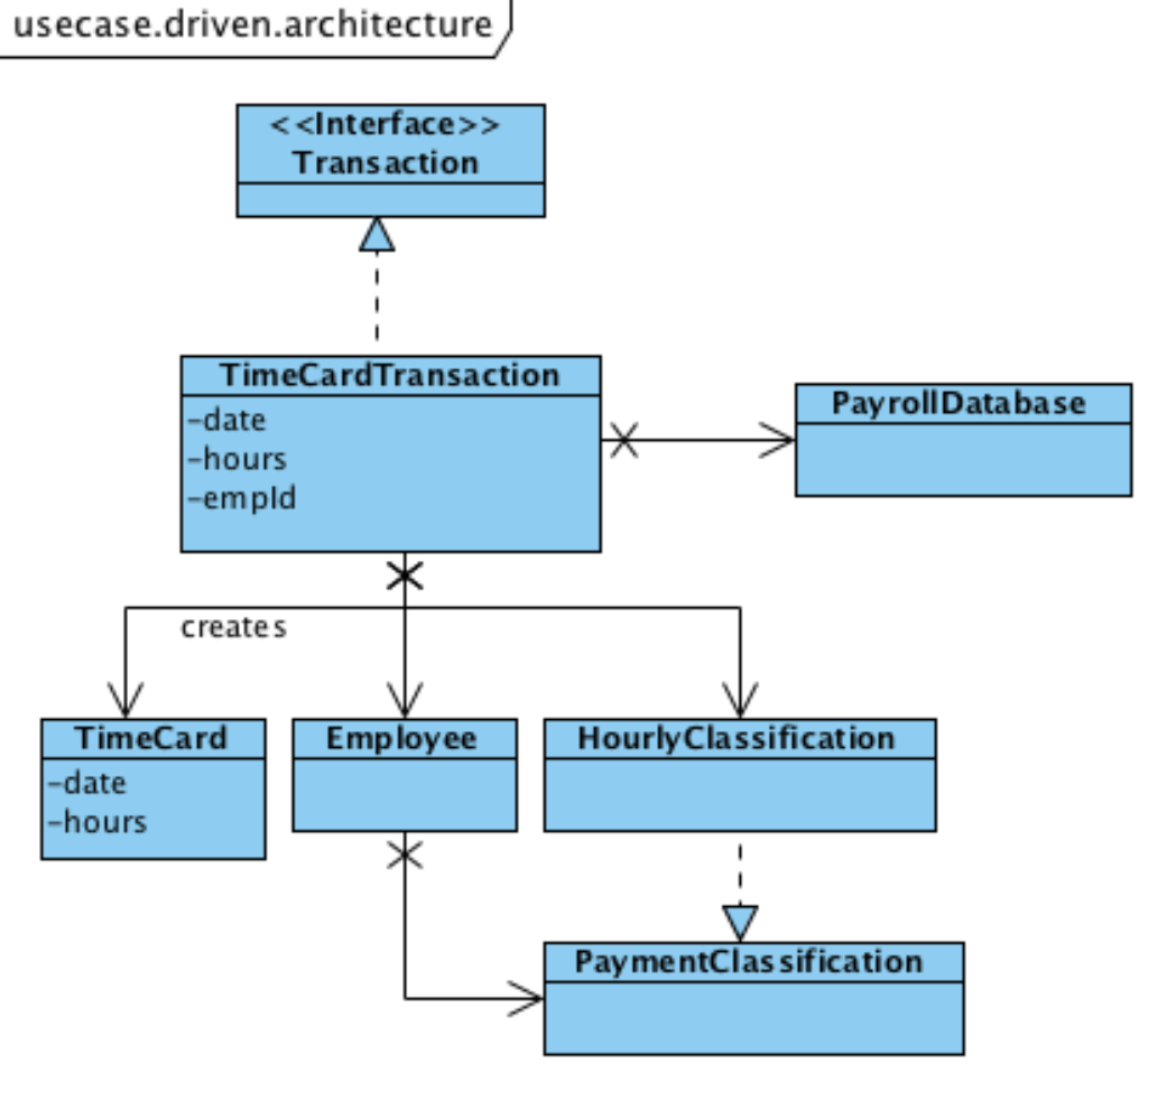 usecase.driven.architecture
<<Interface>>
Transaction
TimeCardTransaction
-date
-hours
-empId
PayrollDatabase
creates
TimeCard
-date
-hours
Employee
HourlyClassification
PaymentClassification